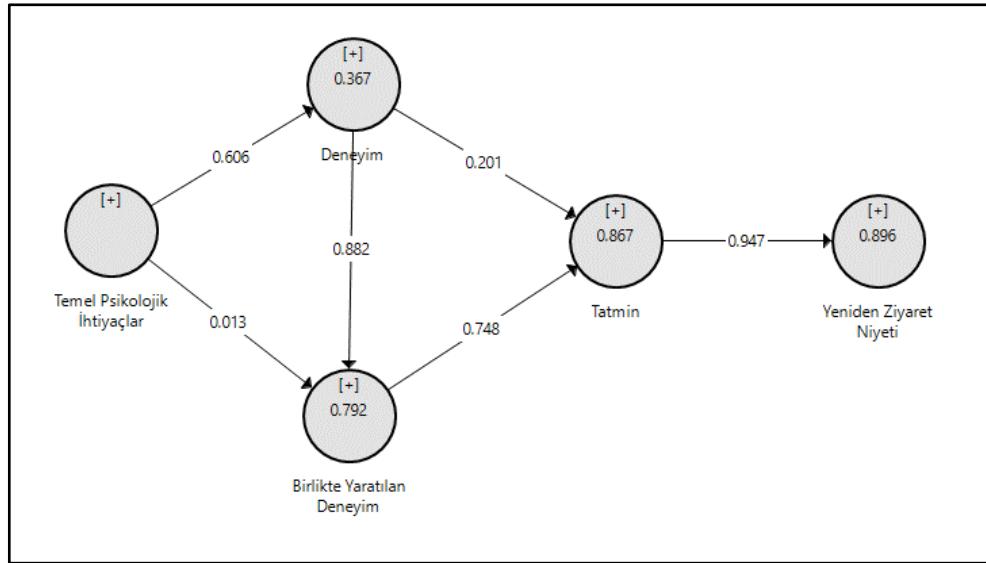 [+]
0.367
Deneyim
0.606
0.201
[+]
Temel Psikolojik
İhtiyaçlar
0.882
[+]
0.867
Tatmin
0.947
[+]
0.896
Yeniden Ziyaret
Niyeti
0.013
0.748
[+]
0.792
Birlikte Yaratılan
Deneyim